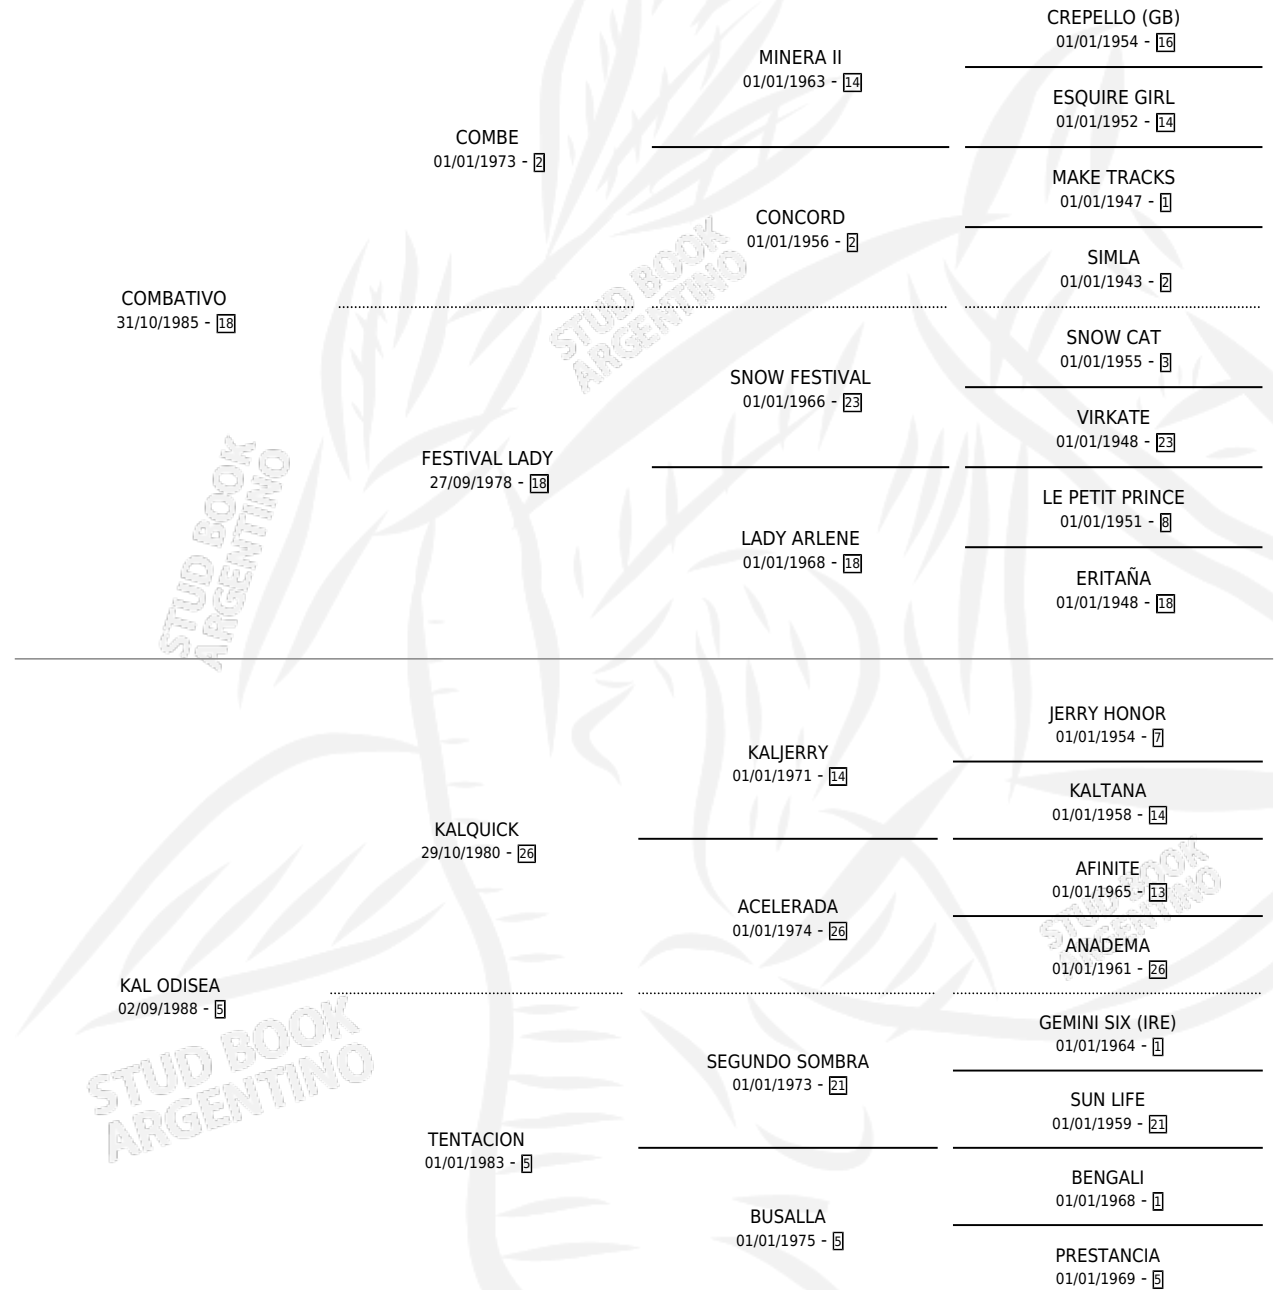 CREPELLO (GB)
01/01/1954 - 16
MINERA II
01/01/1963 - 14
ESQUIRE GIRL
01/01/1952 - 14
COMBE
01/01/1973 - 2
MAKE TRACKS
01/01/1947 - 1
CONCORD
01/01/1956 - 2
SIMLA
01/01/1943 - 2
COMBATIVO
31/10/1985 - 18
SNOW CAT
01/01/1955 - 3
SNOW FESTIVAL
01/01/1966 - 23
VIRKATE
01/01/1948 - 23
FESTIVAL LADY
27/09/1978 - 18
LE PETIT PRINCE
01/01/1951 - 8
LADY ARLENE
01/01/1968 - 18
ERITAÑA
01/01/1948 - 18
JERRY HONOR
01/01/1954 - 7
KALJERRY
01/01/1971 - 14
KALTANA
01/01/1958 - 14
KALQUICK
29/10/1980 - 26
AFINITE
01/01/1965 - 13
ACELERADA
01/01/1974 - 26
ANADEMA
01/01/1961 - 26
KAL ODISEA
02/09/1988 - 5
GEMINI SIX (IRE)
01/01/1964 - 1
SEGUNDO SOMBRA
01/01/1973 - 21
SUN LIFE
01/01/1959 - 21
TENTACION
01/01/1983 - 5
BENGALI
01/01/1968 - 1
BUSALLA
01/01/1975 - 5
PRESTANCIA
01/01/1969 - 5
STUD BOOK
ARGENTINO
STUD BOOK
ARGENTINO
STUD BOOK
ARGENTINO
STUD BOOK
ARGENTINO